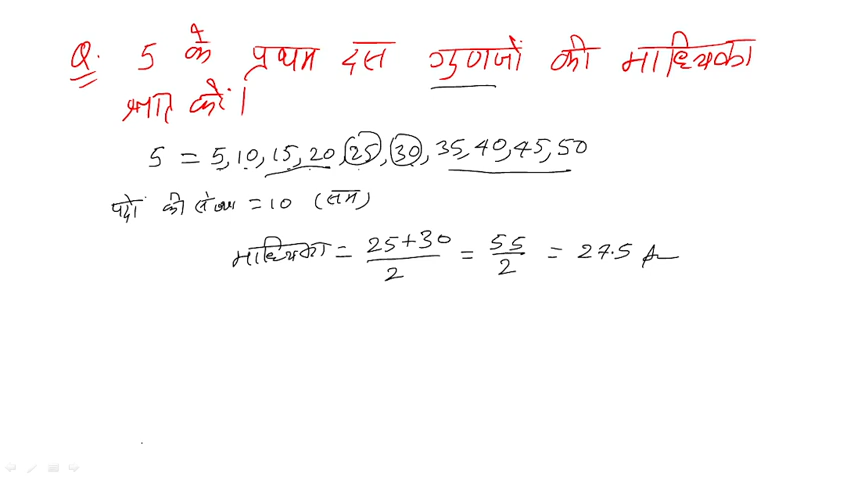 Q. 5 के प्रथम दस गुणजों की माध्यिका
ज्ञात करें।
5 = 5, 10, 15, 20, 25, 30, 35, 40, 45, 50
पदों की संख्या = 10 (सम)
माध्यिका = 25+30/2 = 55/2 = 27.5